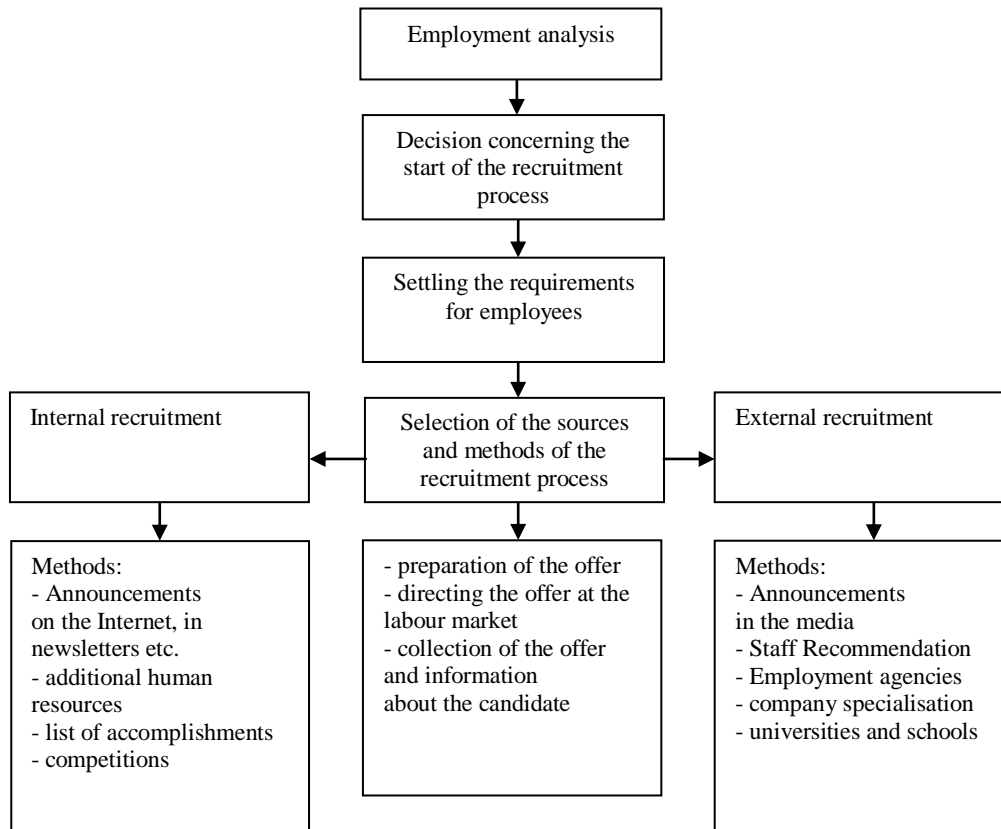 Employment analysis
Decision concerning the
start of the recruitment
process
Settling the requirements
for employees
Internal recruitment
Selection of the sources
and methods of the
recruitment process
External recruitment
Methods:
- Announcements
on the Internet, in
newsletters etc.
- additional human
resources
- list of accomplishments
- competitions
- preparation of the offer
- directing the offer at the
labour market
- collection of the offer
and information
about the candidate
Methods:
- Announcements
in the media
- Staff Recommendation
- Employment agencies
- company specialisation
- universities and schools